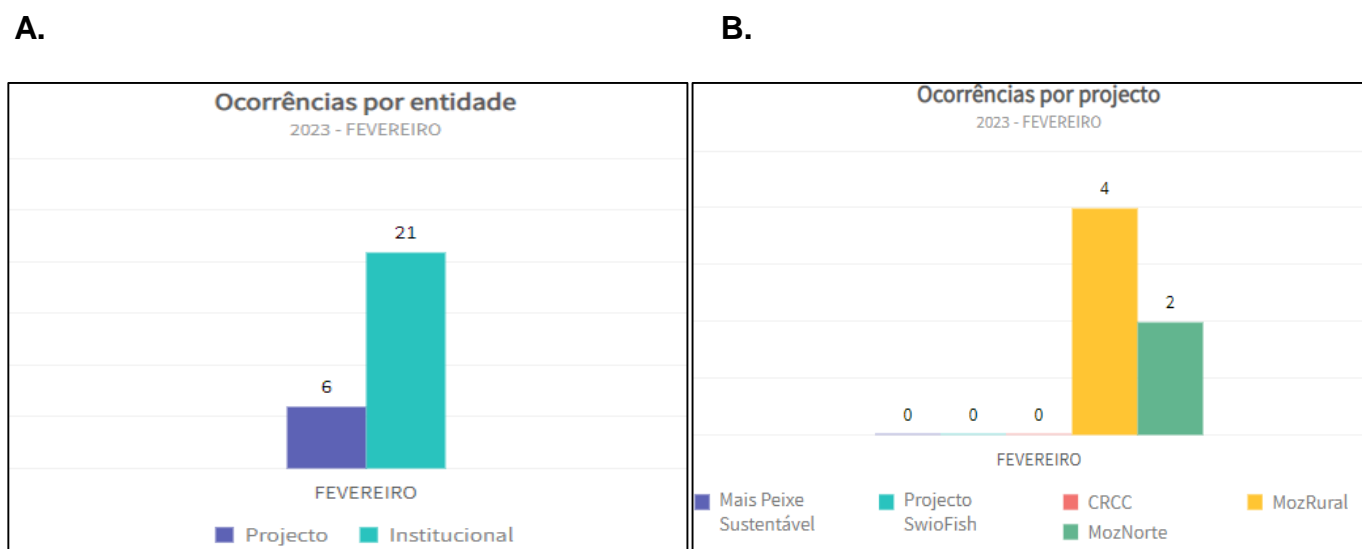 A.
B.
Ocorrências por entidade
2023 - FEVEREIRO
21
6
FEVEREIRO
Projecto
Institucional
Ocorrências por projecto
2023 - FEVEREIRO
4
2
0
0
0
FEVEREIRO
Mais Peixe
Sustentável
Projecto
SwioFish
CRCC
MozNorte
MozRural